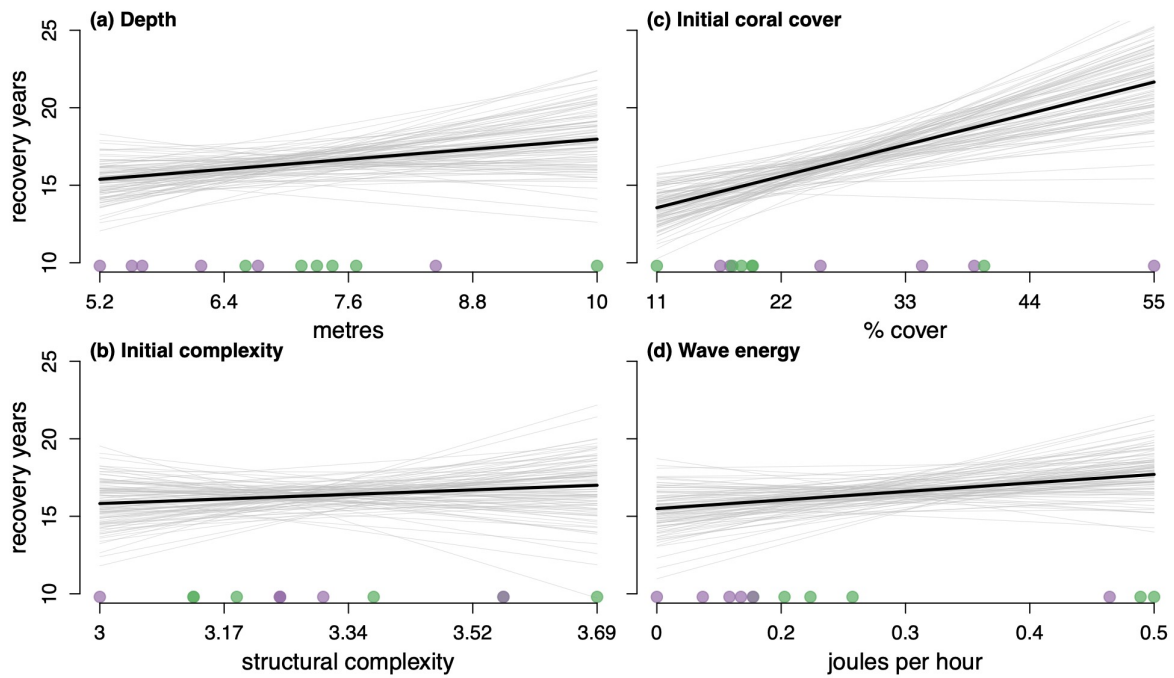 (a) Depth
recovery years
25
20
15
10
5.2 6.4 7.6 8.8 10
metres
(c) Initial coral cover
11 22 33 44 55
% cover
(b) Initial complexity
recovery years
25
20
15
10
3 3.17 3.34 3.52 3.69
structural complexity
(d) Wave energy
0 0.2 0.3 0.4 0.5
joules per hour